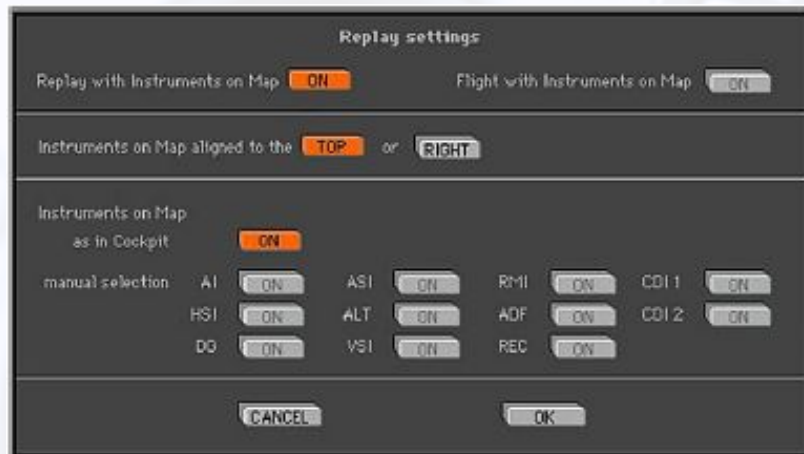 Replay settings
Replay with Instruments on Map ON Flight with Instruments on Map ON
Instruments on Map aligned to the TOP or RIGHT
Instruments on Map
as in Cockpit ON
manual selection AI ON ASI ON RMI ON CDI 1 ON
HSI ON ALT ON ADF ON CDI 2 ON
DG ON VSI ON REC ON
CANCEL OK